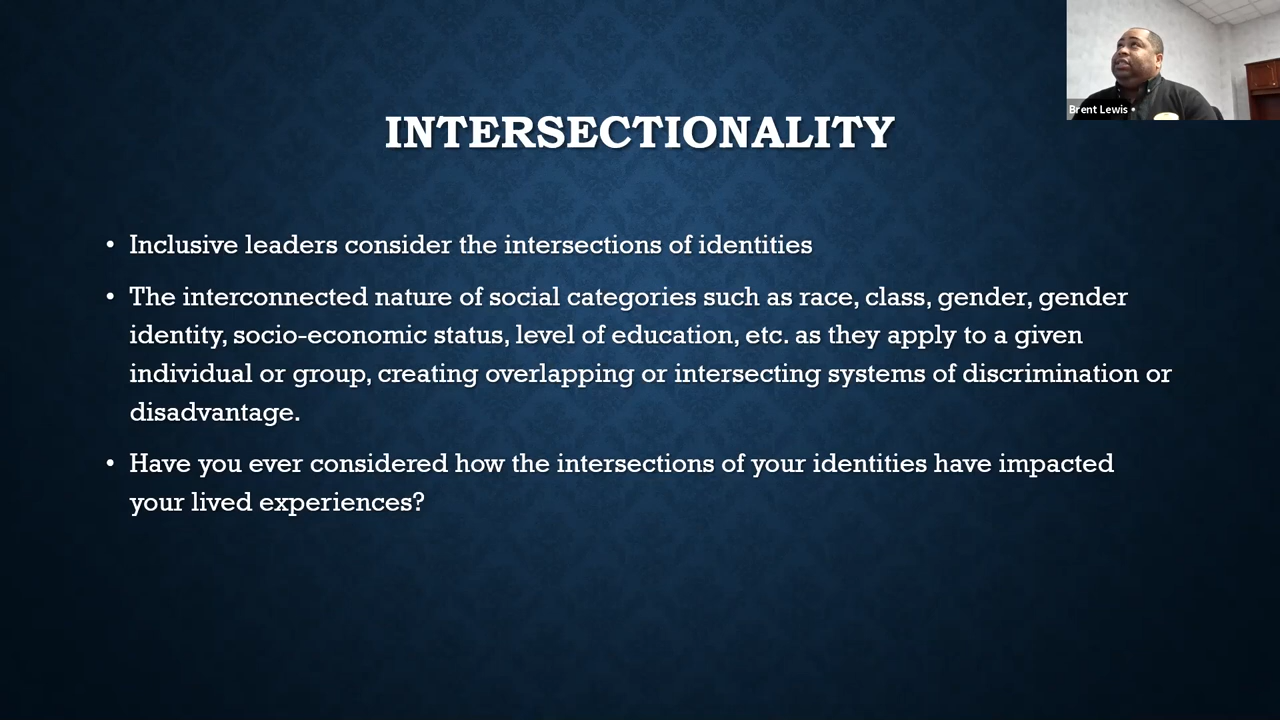 INTERSECTIONALITY
• Inclusive leaders consider the intersections of identities
• The interconnected nature of social categories such as race, class, gender, gender
identity, socio-economic status, level of education, etc. as they apply to a given
individual or group, creating overlapping or intersecting systems of discrimination or
disadvantage.
• Have you ever considered how the intersections of your identities have impacted
your lived experiences?
Brent Lewis •